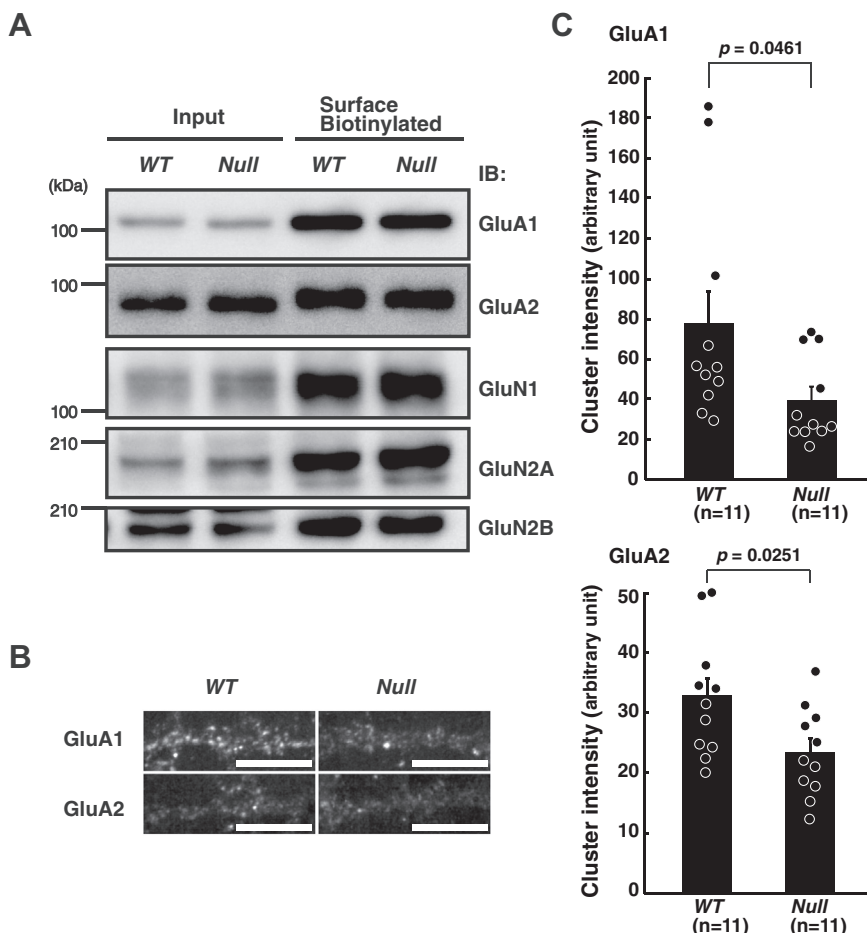 A
Input
Surface
Biotinylated
WT Null WT Null
(kDa)
IB:
100
GluA1
100
GluA2
GluN1
100
210
GluN2A
210
GluN2B
B
WT Null
GluA1
GluA2
C
GluA1
p = 0.0461
Cluster intensity (arbitrary unit)
200
180
160
140
120
100
80
60
40
20
0
WT Null
(n=11) (n=11)
GluA2
p = 0.0251
Cluster intensity (arbitrary unit)
50
40
30
20
10
0
WT Null
(n=11) (n=11)